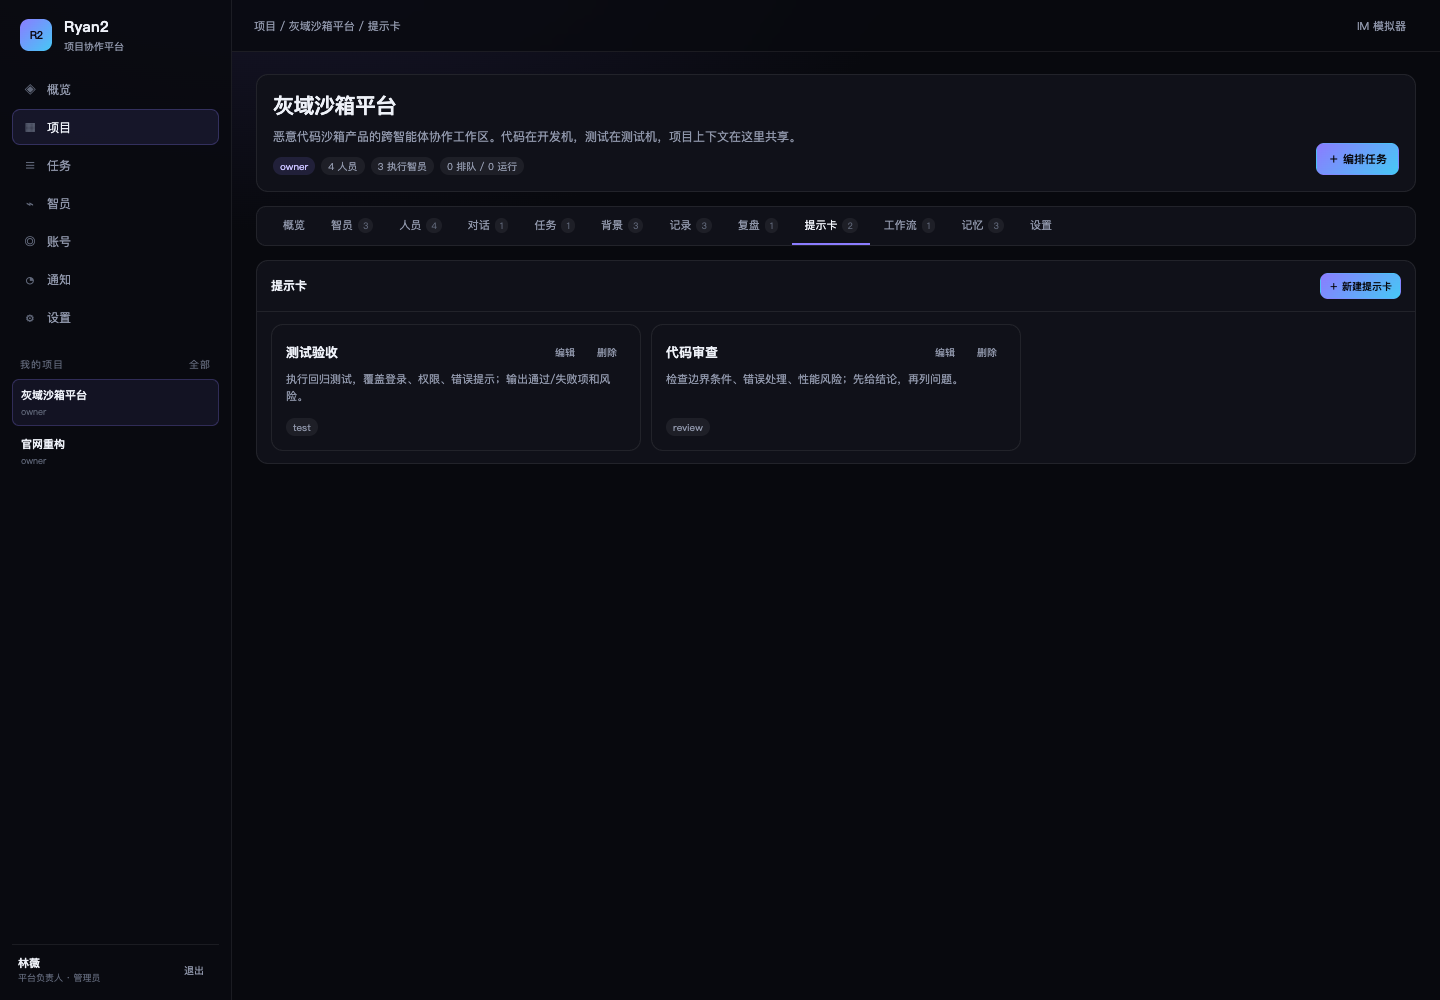 R2
Ryan2
项目协作平台
概览
项目
任务
智员
账号
通知
设置
我的项目 全部
灰域沙箱平台
owner
官网重构
owner
林薇
平台负责人 · 管理员
退出
项目 / 灰域沙箱平台 / 提示卡
IM 模拟器
灰域沙箱平台
恶意代码沙箱产品的跨智能体协作工作区。代码在开发机，测试在测试机，项目上下文在这里共享。
owner 4 人员 3 执行智员 0 排队 / 0 运行
+ 编排任务
概览 智员 3 人员 4 对话 1 任务 1 背景 3 记录 3 复盘 1 提示卡 2 工作流 1 记忆 3 设置
提示卡
+ 新建提示卡
测试验收 编辑 删除
执行回归测试，覆盖登录、权限、错误提示；输出通过/失败项和风
险。
test
代码审查 编辑 删除
检查边界条件、错误处理、性能风险；先给结论，再列问题。
review